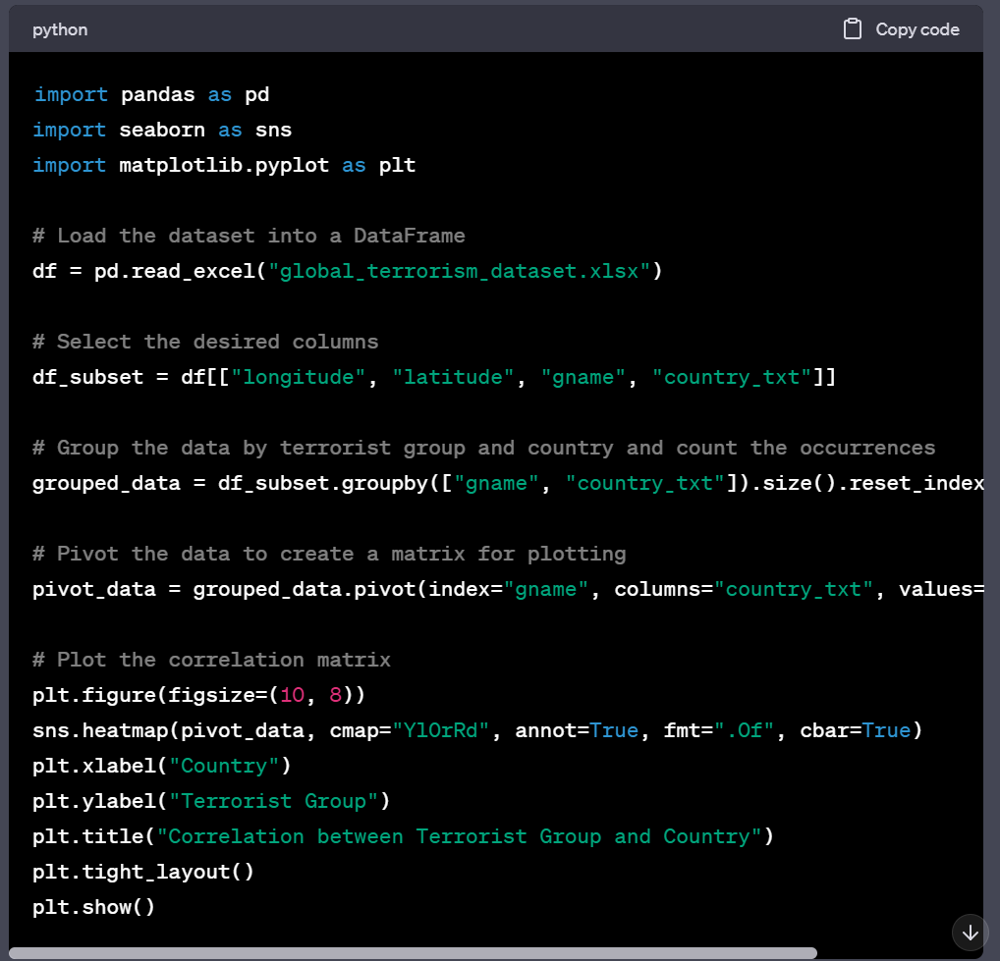 python
Copy code
import pandas as pd
import seaborn as sns
import matplotlib.pyplot as plt
# Load the dataset into a DataFrame
df = pd.read_excel("global_terrorism_dataset.xlsx")
# Select the desired columns
df_subset = df[["longitude", "latitude", "gname", "country_txt"]]
# Group the data by terrorist group and country and count the occurrences
grouped_data = df_subset.groupby(["gname", "country_txt"]).size().reset_index
# Pivot the data to create a matrix for plotting
pivot_data = grouped_data.pivot(index="gname", columns="country_txt", values=
# Plot the correlation matrix
plt.figure(figsize=(10, 8))
sns.heatmap(pivot_data, cmap="YlOrRd", annot=True, fmt=".0f", cbar=True)
plt.xlabel("Country")
plt.ylabel("Terrorist Group")
plt.title("Correlation between Terrorist Group and Country")
plt.tight_layout()
plt.show()